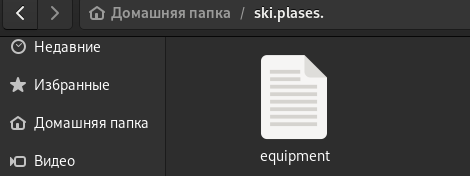 Домашняя папка / ski.plases.
Недавние
Избранные
Домашняя папка
Видео
equipment